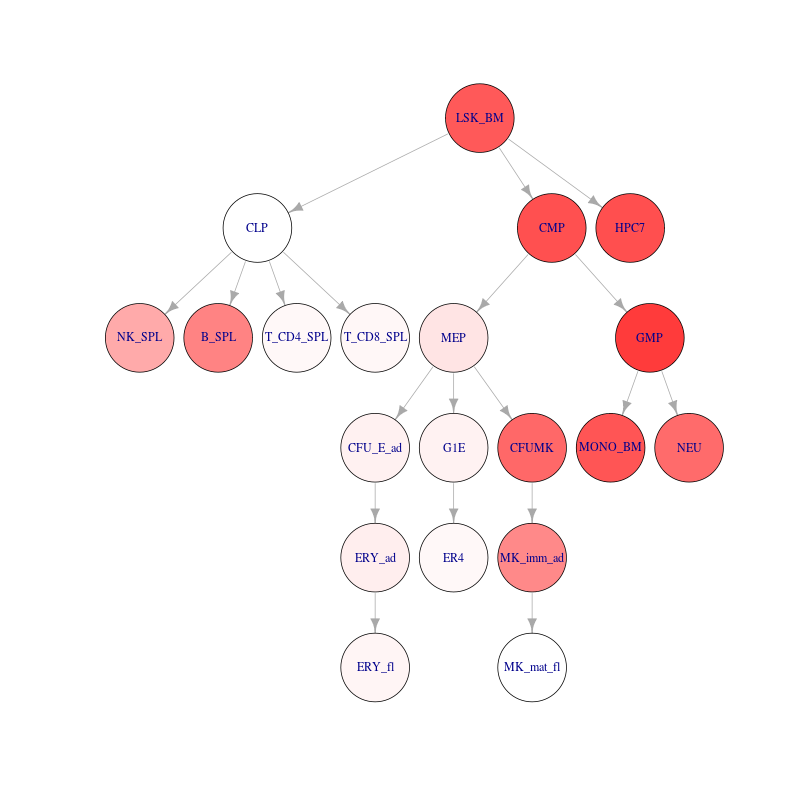 LSK_BM
CLP
CMP
HPC7
NK_SPL
B_SPL
T_CD4_SPL
T_CD8_SPL
MEP
GMP
CFU_E_ad
G1E
CFUMK
MONO_BM
NEU
ERY_ad
ER4
MK_imm_ad
ERY_fl
MK_mat_fl